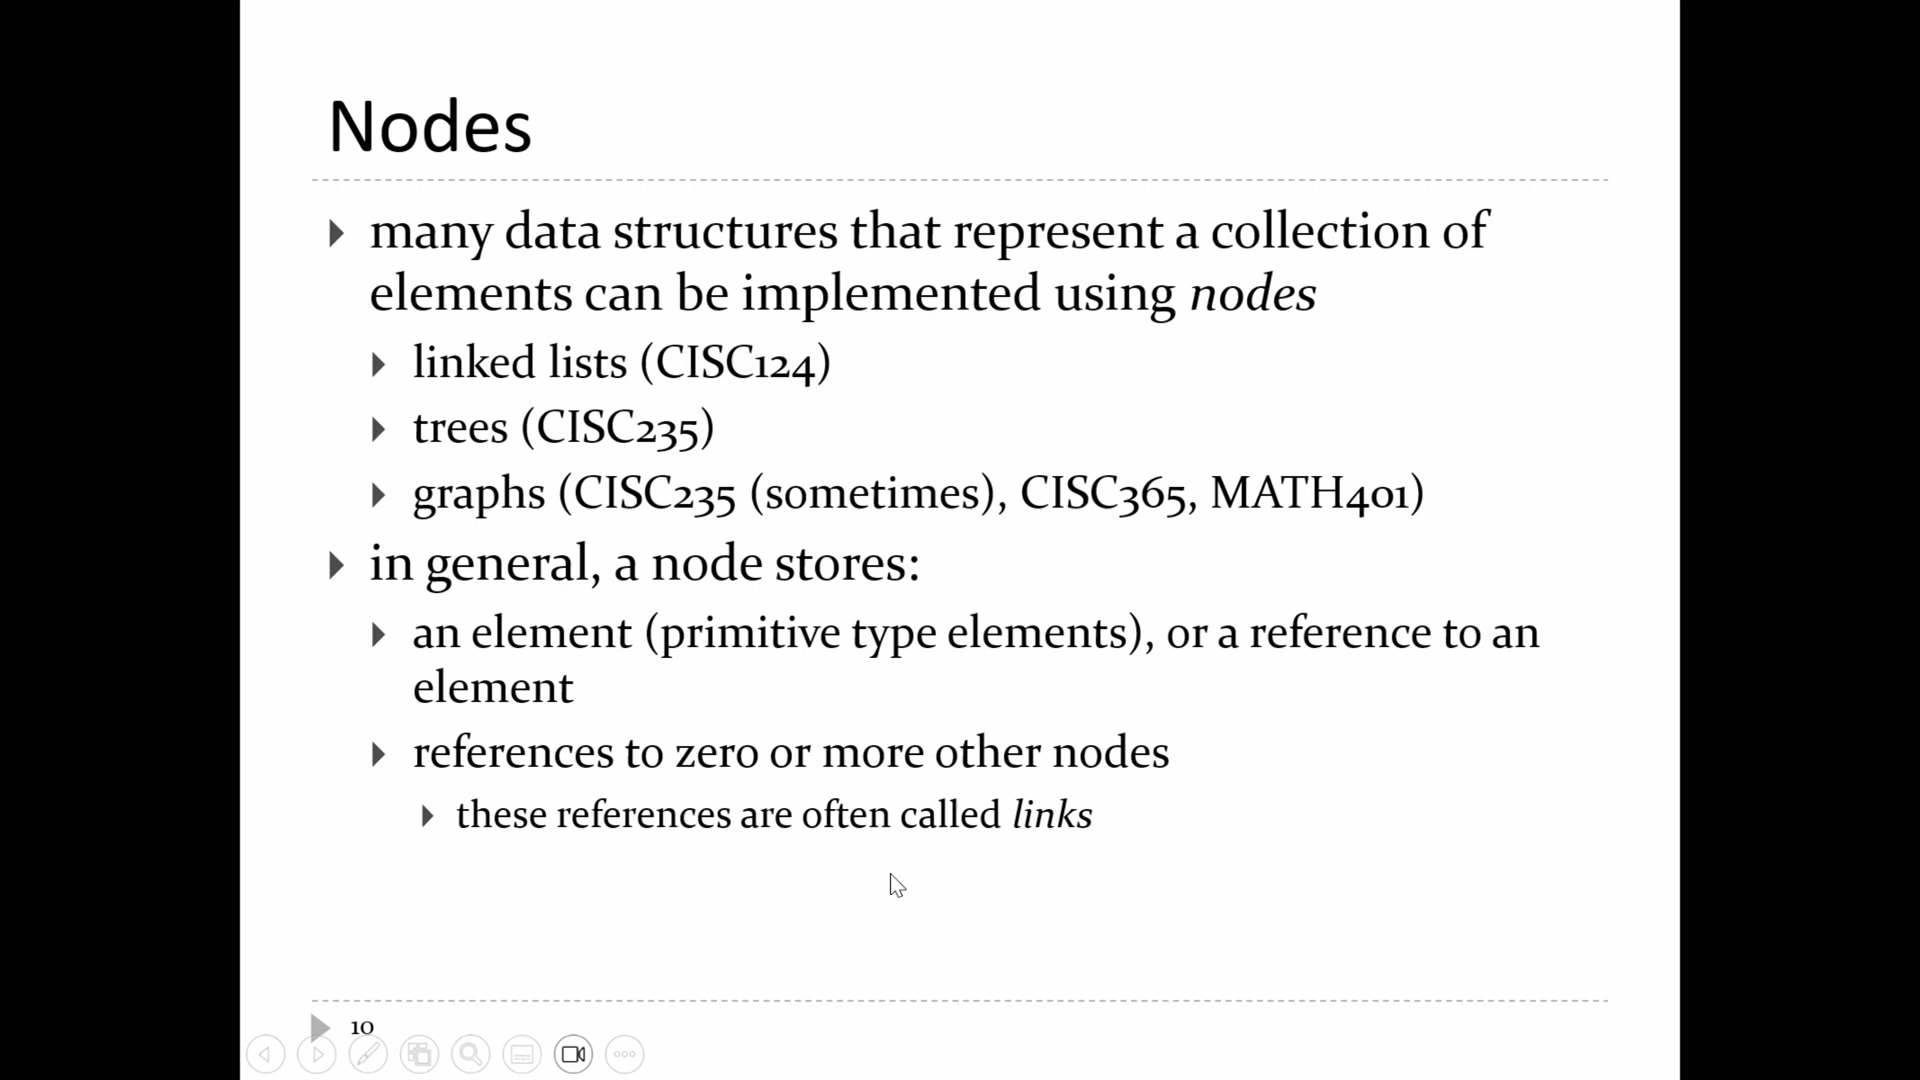 Nodes
many data structures that represent a collection of
elements can be implemented using nodes
linked lists (CISC124)
trees (CISC235)
graphs (CISC235 (sometimes), CISC365, MATH401)
in general, a node stores:
an element (primitive type elements), or a reference to an
element
references to zero or more other nodes
these references are often called links
10